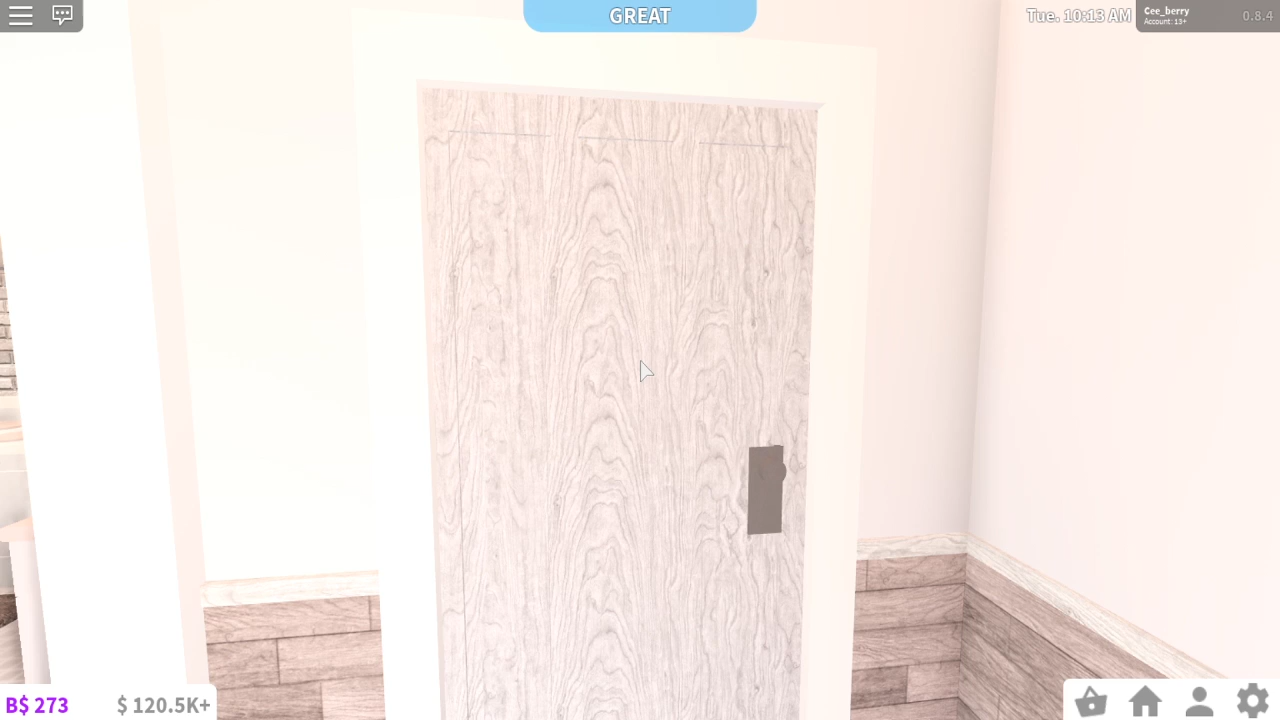 GREAT
Tue. 10:13 AM
Cee_berry
Account: 13+
0.8.4
B$ 273
$ 120.5K+